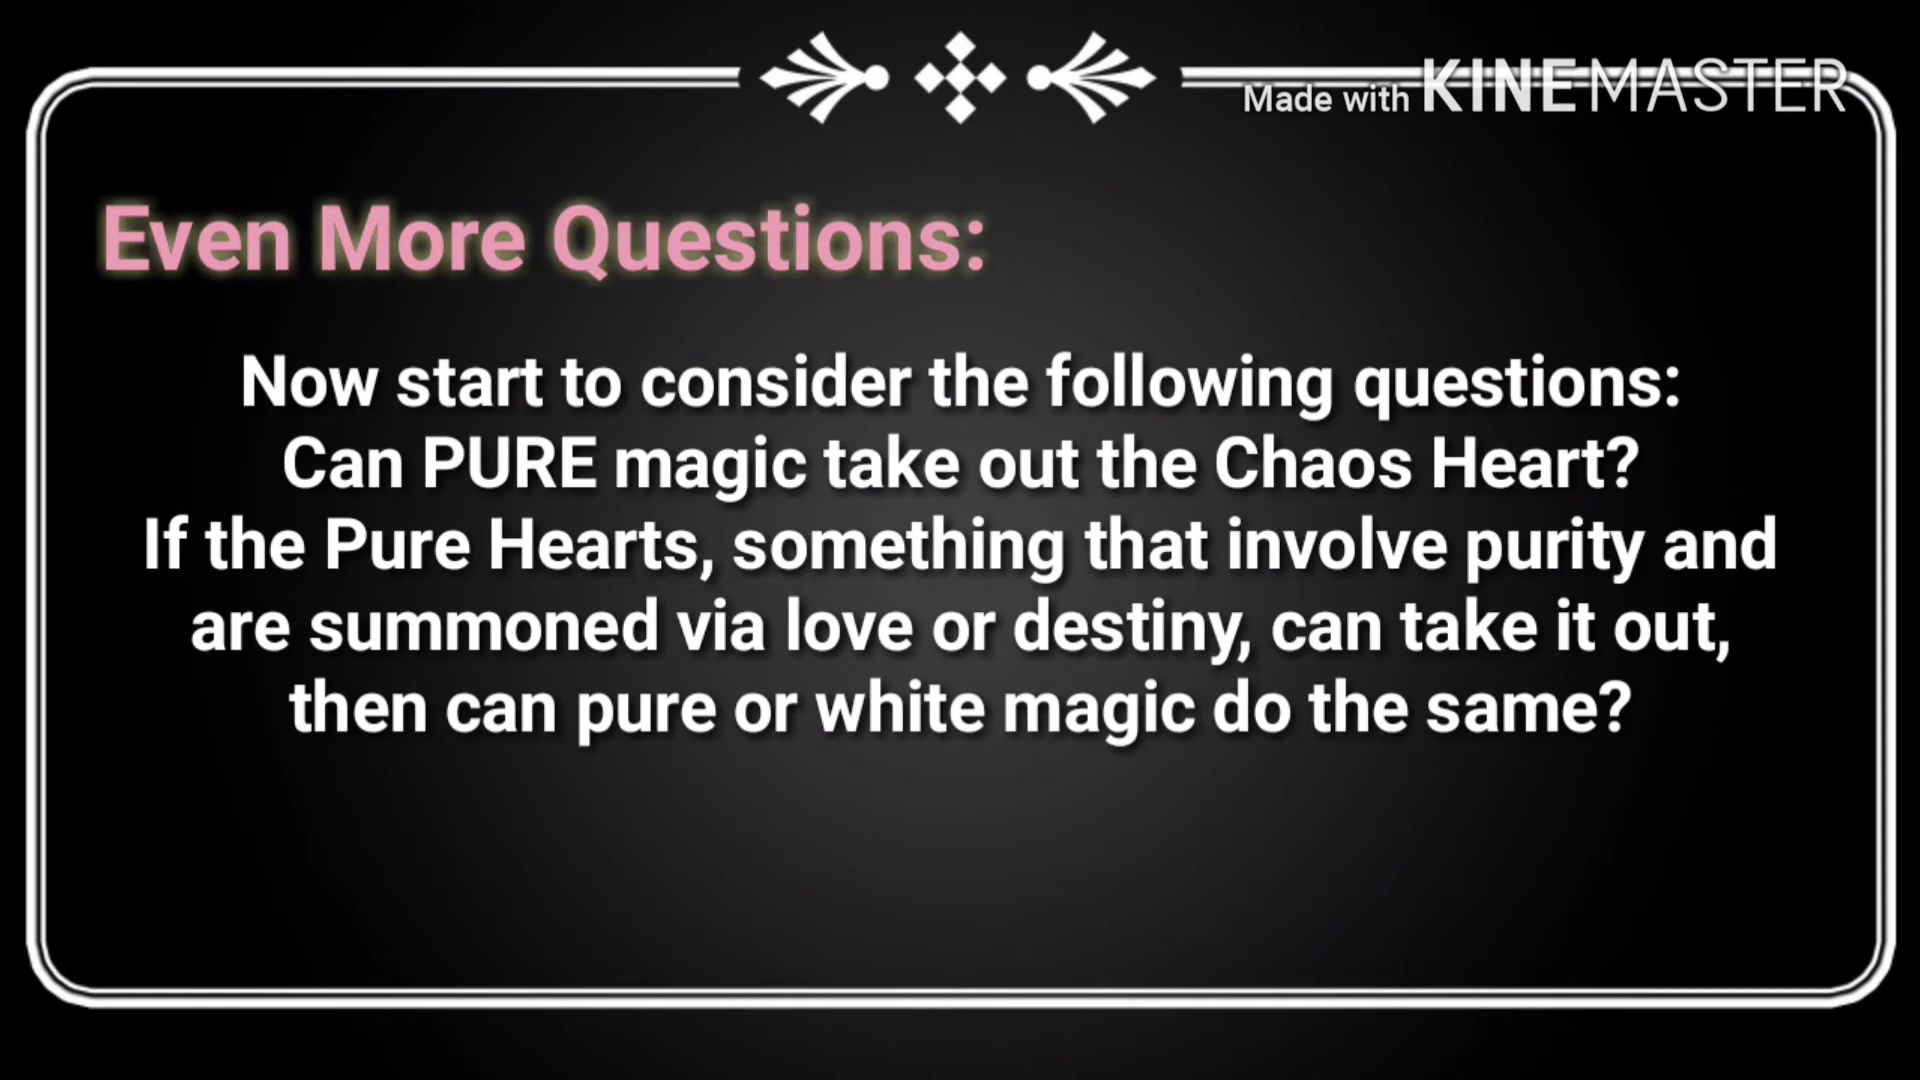 Made with KINEMASTER
Even More Questions:
Now start to consider the following questions:
Can PURE magic take out the Chaos Heart?
If the Pure Hearts, something that involve purity and
are summoned via love or destiny, can take it out,
then can pure or white magic do the same?